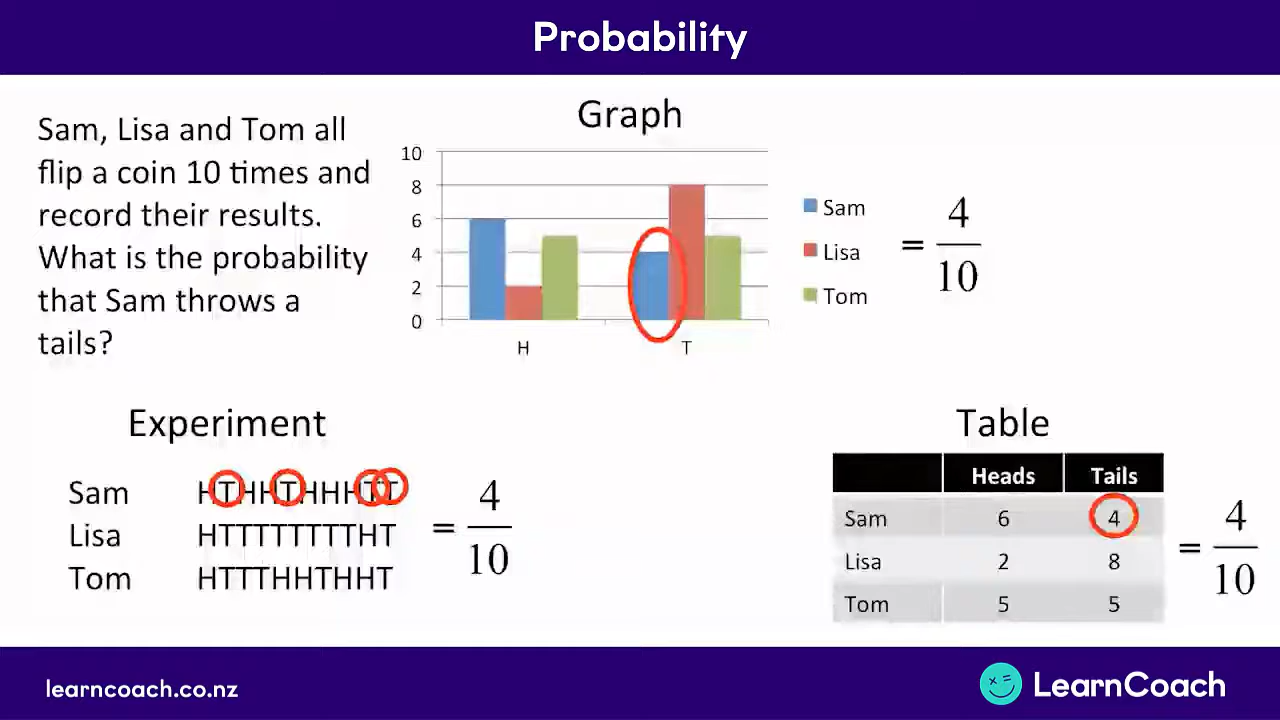 Probability
Sam, Lisa and Tom all
flip a coin 10 times and
record their results.
What is the probability
that Sam throws a
tails?
Graph
10
8
6
4
2
0
H T
Sam
Lisa
Tom
= 4/10
Experiment
Sam HTHHTHHHTT
Lisa HTTTTTTTHT
Tom HTTTHHTHHT
= 4/10
Table
Heads Tails
Sam 6 4
Lisa 2 8
Tom 5 5
= 4/10
learncoach.co.nz
LearnCoach